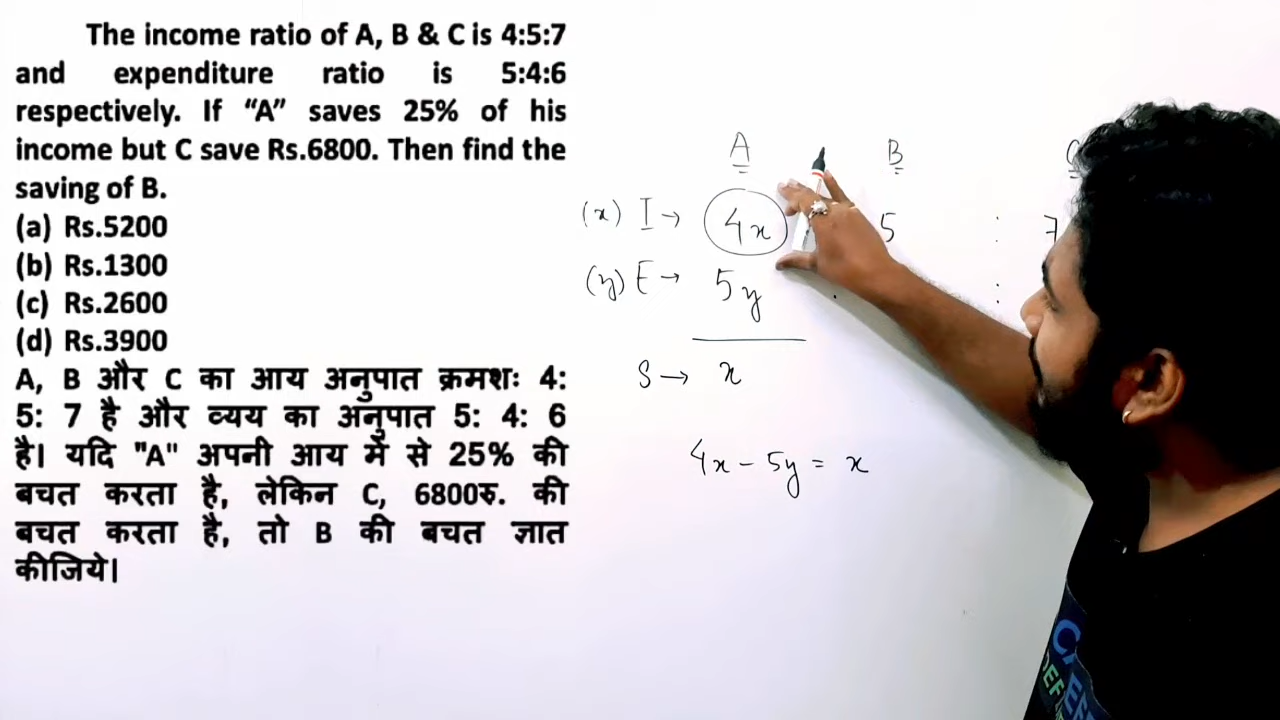 The income ratio of A, B & C is 4:5:7
and expenditure ratio is 5:4:6
respectively. If “A” saves 25% of his
income but C save Rs.6800. Then find the
saving of B.
(a) Rs.5200
(b) Rs.1300
(c) Rs.2600
(d) Rs.3900
A, B और C का आय अनुपात क्रमशः 4:
5: 7 है और व्यय का अनुपात 5: 4: 6
है। यदि "A" अपनी आय में से 25% की
बचत करता है, लेकिन C, 6800रु. की
बचत करता है, तो B की बचत ज्ञात
कीजिये।
A B
(x) I → 4x 5 : 7
(y) E → 5y :
S → x
4x - 5y = x